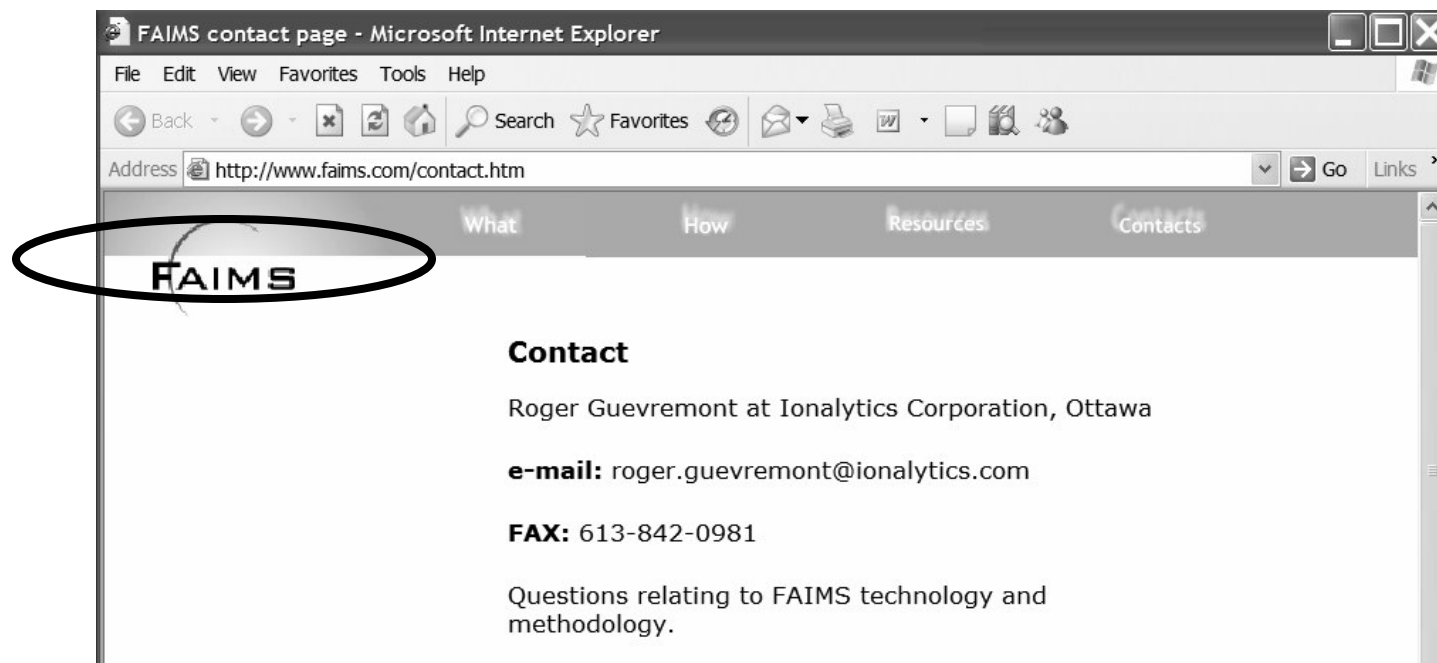 FAIMS contact page - Microsoft Internet Explorer
File Edit View Favorites Tools Help
Back Search Favorites
Address http://www.faims.com/contact.htm Go Links »
What How Resources Contacts
FAIMS
Contact
Roger Guevremont at Ionalytics Corporation, Ottawa
e-mail: roger.guevremont@ionalytics.com
FAX: 613-842-0981
Questions relating to FAIMS technology and
methodology.